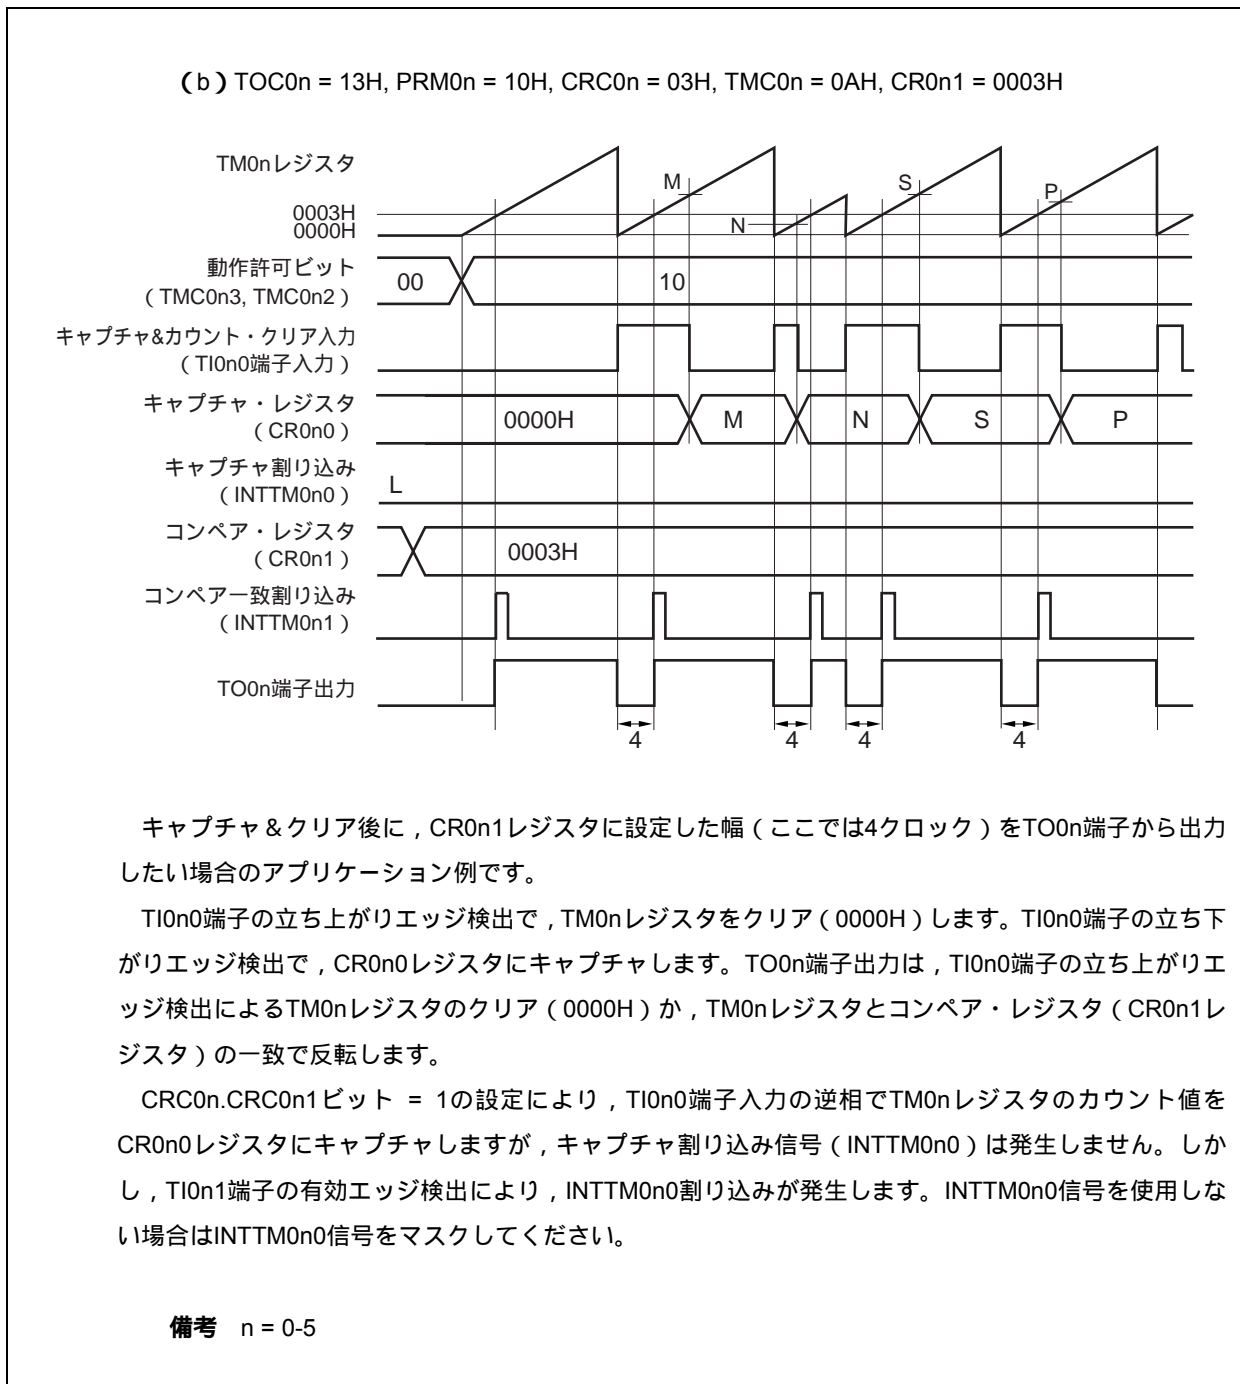 （b）TOC0n = 13H, PRM0n = 10H, CRC0n = 03H, TMC0n = 0AH, CR0n1 = 0003H
TM0nレジスタ
M
S
P
N
0003H
0000H
動作許可ビット
（TMC0n3, TMC0n2）
00
10
キャプチャ&カウント・クリア入力
（TI0n0端子入力）
キャプチャ・レジスタ
（CR0n0）
0000H
M
N
S
P
キャプチャ割り込み
（INTTM0n0）
L
コンペア・レジスタ
（CR0n1）
0003H
コンペア一致割り込み
（INTTM0n1）
TO0n端子出力
4
4
4
4
キャプチャ＆クリア後に，CR0n1レジスタに設定した幅（ここでは4クロック）をTO0n端子から出力
したい場合のアプリケーション例です。
TI0n0端子の立ち上がりエッジ検出で，TM0nレジスタをクリア（0000H）します。TI0n0端子の立ち下
がりエッジ検出で，CR0n0レジスタにキャプチャします。TO0n端子出力は，TI0n0端子の立ち上がりエ
ッジ検出によるTM0nレジスタのクリア（0000H）か，TM0nレジスタとコンペア・レジスタ（CR0n1レ
ジスタ）の一致で反転します。
CRC0n.CRC0n1ビット = 1の設定により，TI0n0端子入力の逆相でTM0nレジスタのカウント値を
CR0n0レジスタにキャプチャしますが，キャプチャ割り込み信号（INTTM0n0）は発生しません。しか
し，TI0n1端子の有効エッジ検出により，INTTM0n0割り込みが発生します。INTTM0n0信号を使用しな
い場合はINTTM0n0信号をマスクしてください。
備考 n = 0-5